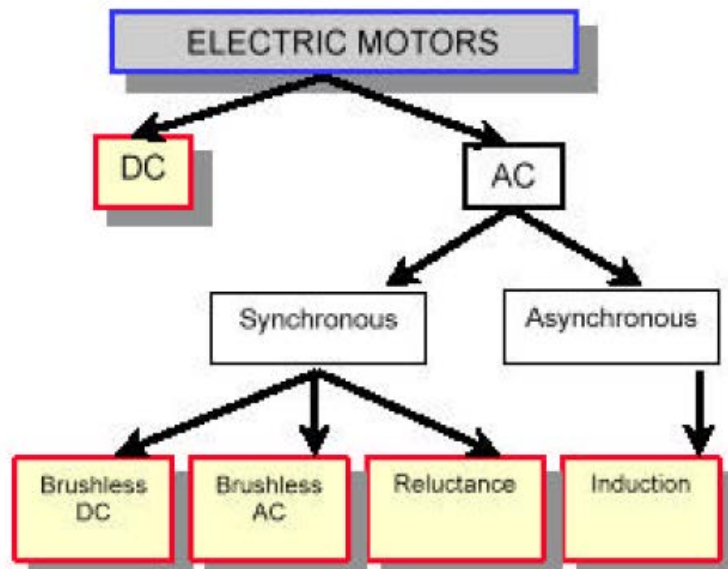 ELECTRIC MOTORS
DC
AC
Synchronous
Asynchronous
Brushless
DC
Brushless
AC
Reluctance
Induction